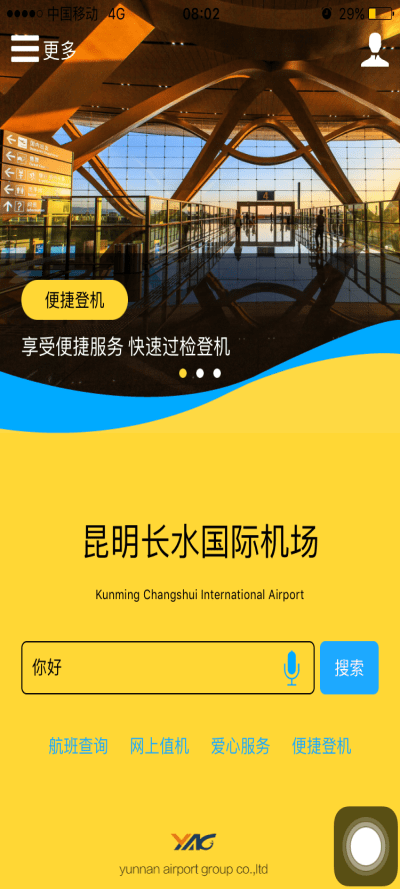 中国移动 4G 08:02 29%
更多
便捷登机
享受便捷服务 快速过检登机
昆明长水国际机场
Kunming Changshui International Airport
你好 搜索
航班查询 网上值机 爱心服务 便捷登机
YAG
yunnan airport group co.,ltd